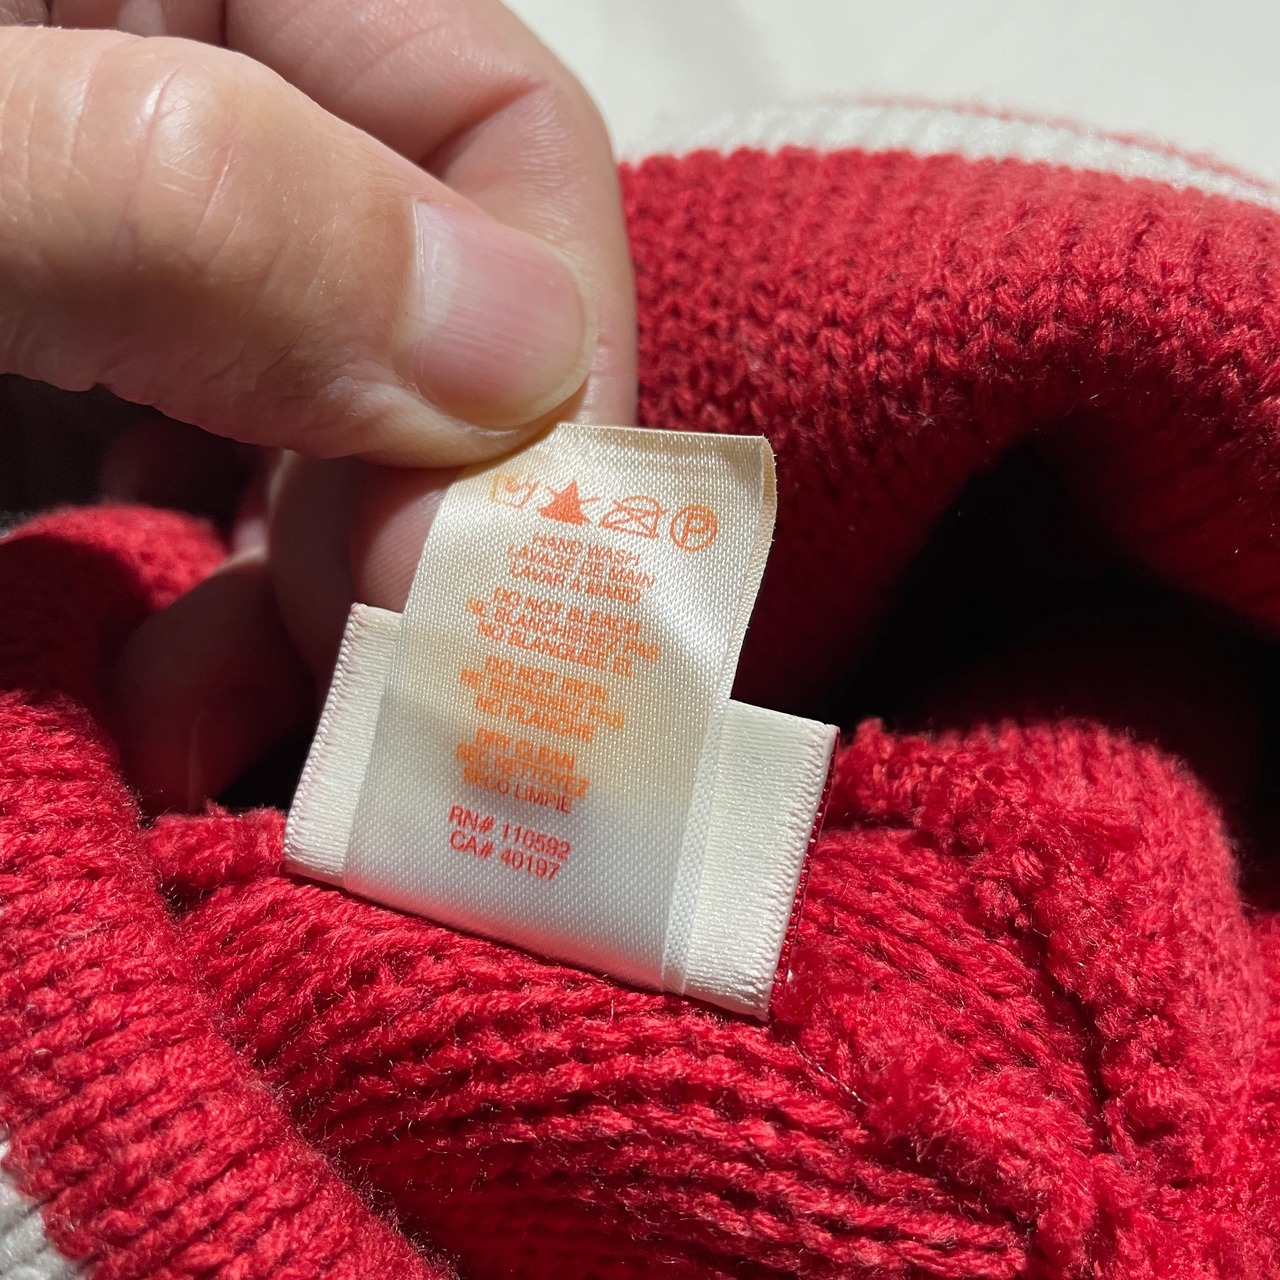 P
HAND WASH
LAVAGE DE MAIN
LAVAR A MANO
DO NOT BLEACH
NE BLANCHISSEZ PAS
NO BLANQUEE EL
DO NOT IRON
NE REPASSEZ PAS
NO PLANCHE
DRY CLEAN
SEC NETTOYEZ
SECO LIMPIE
RN# 110592
CA# 40197